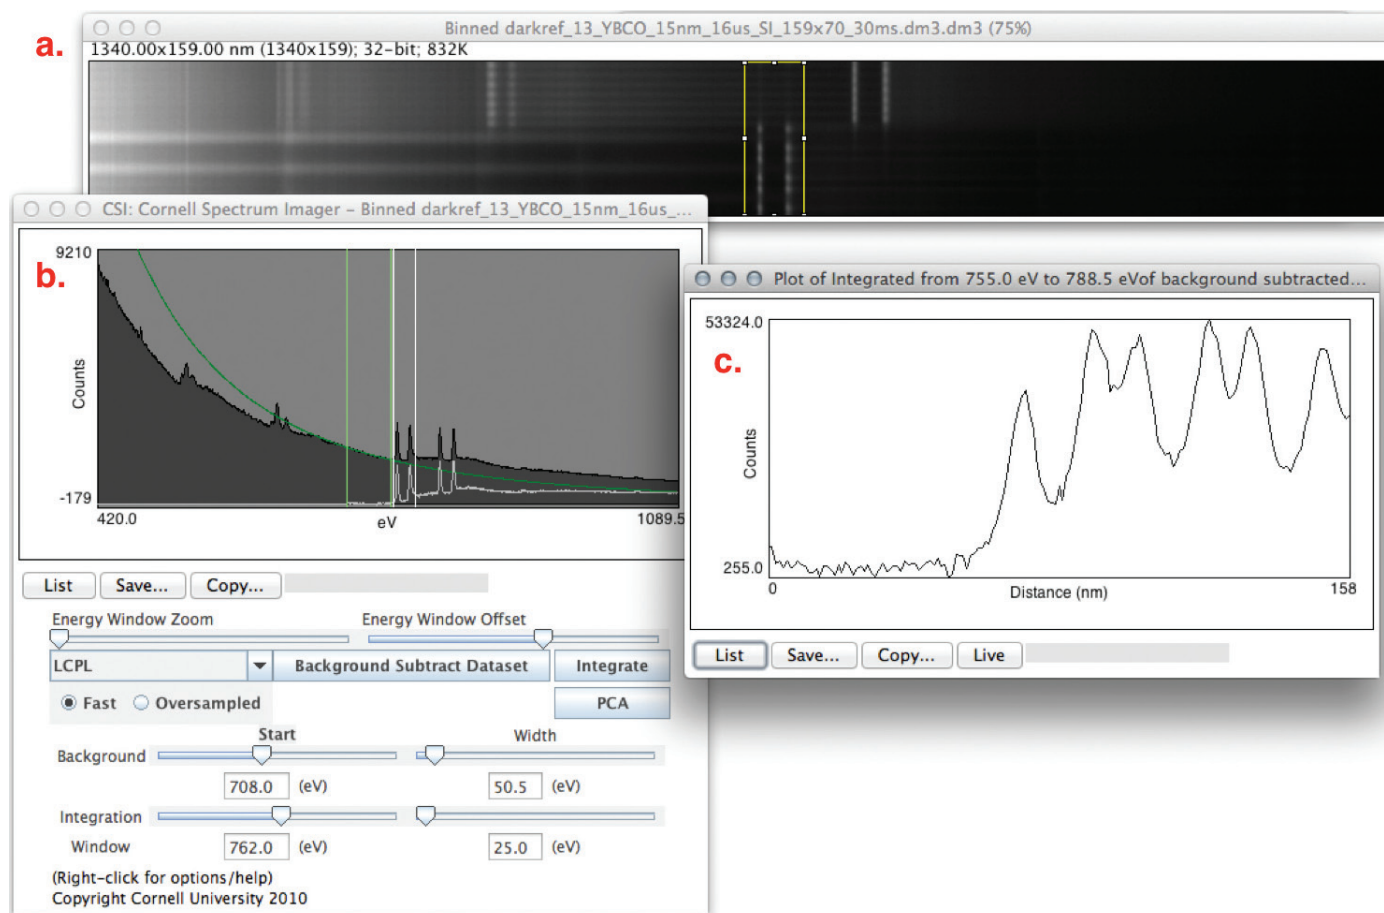 a.
Binned darkref_13_YBCO_15nm_16us_SI_159x70_30ms.dm3.dm3 (75%)
1340.00x159.00 nm (1340x159); 32-bit; 832K
CSI: Cornell Spectrum Imager – Binned darkref_13_YBCO_15nm_16us_...
b.
9210
Counts
-179
420.0
eV
1089.5
List
Save...
Copy...
Energy Window Zoom
Energy Window Offset
LCPL
Background Subtract Dataset
Integrate
Fast
Oversampled
PCA
Start
Width
Background
708.0 (eV)
50.5 (eV)
Integration
Window
762.0 (eV)
25.0 (eV)
(Right-click for options/help)
Copyright Cornell University 2010
Plot of Integrated from 755.0 eV to 788.5 eVof background subtracted...
c.
53324.0
Counts
255.0
0
Distance (nm)
158
List
Save...
Copy...
Live